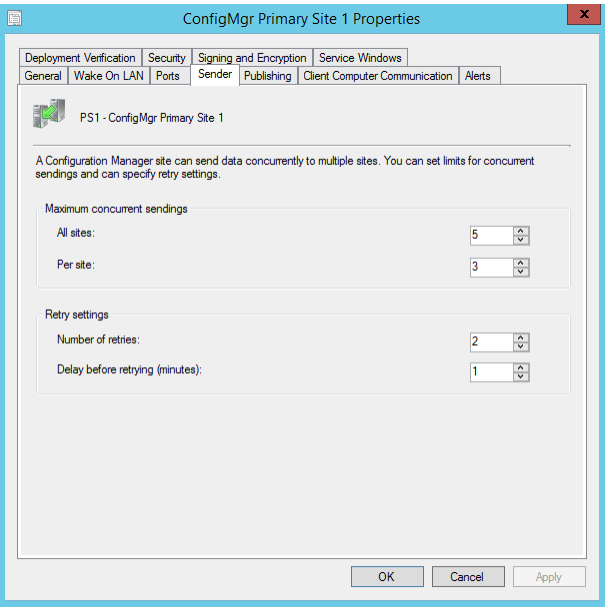 ConfigMgr Primary Site 1 Properties
x
Deployment Verification Security Signing and Encryption Service Windows
General Wake On LAN Ports Sender Publishing Client Computer Communication Alerts
PS1 - ConfigMgr Primary Site 1
A Configuration Manager site can send data concurrently to multiple sites. You can set limits for concurrent
sendings and can specify retry settings.
Maximum concurrent sendings
All sites: 5
Per site: 3
Retry settings
Number of retries: 2
Delay before retrying (minutes): 1
OK Cancel Apply